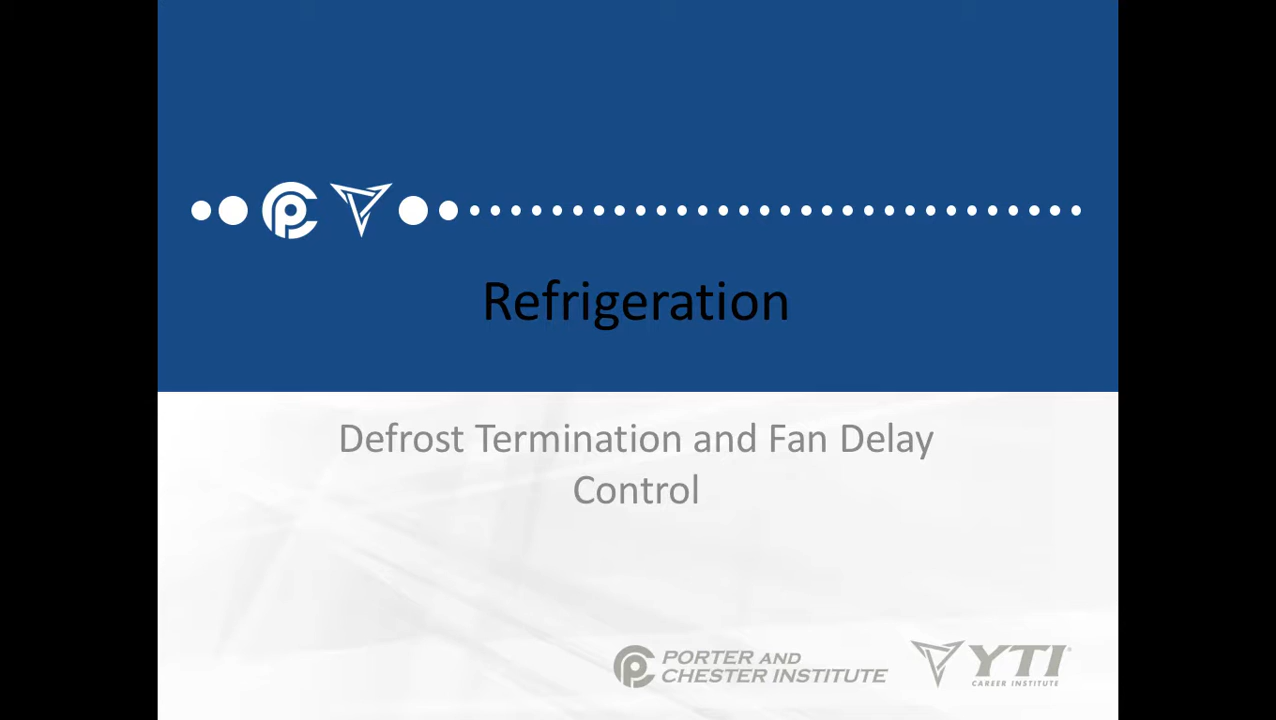 Refrigeration
Defrost Termination and Fan Delay
Control
PORTER AND
CHESTER INSTITUTE
YTI
CAREER INSTITUTE